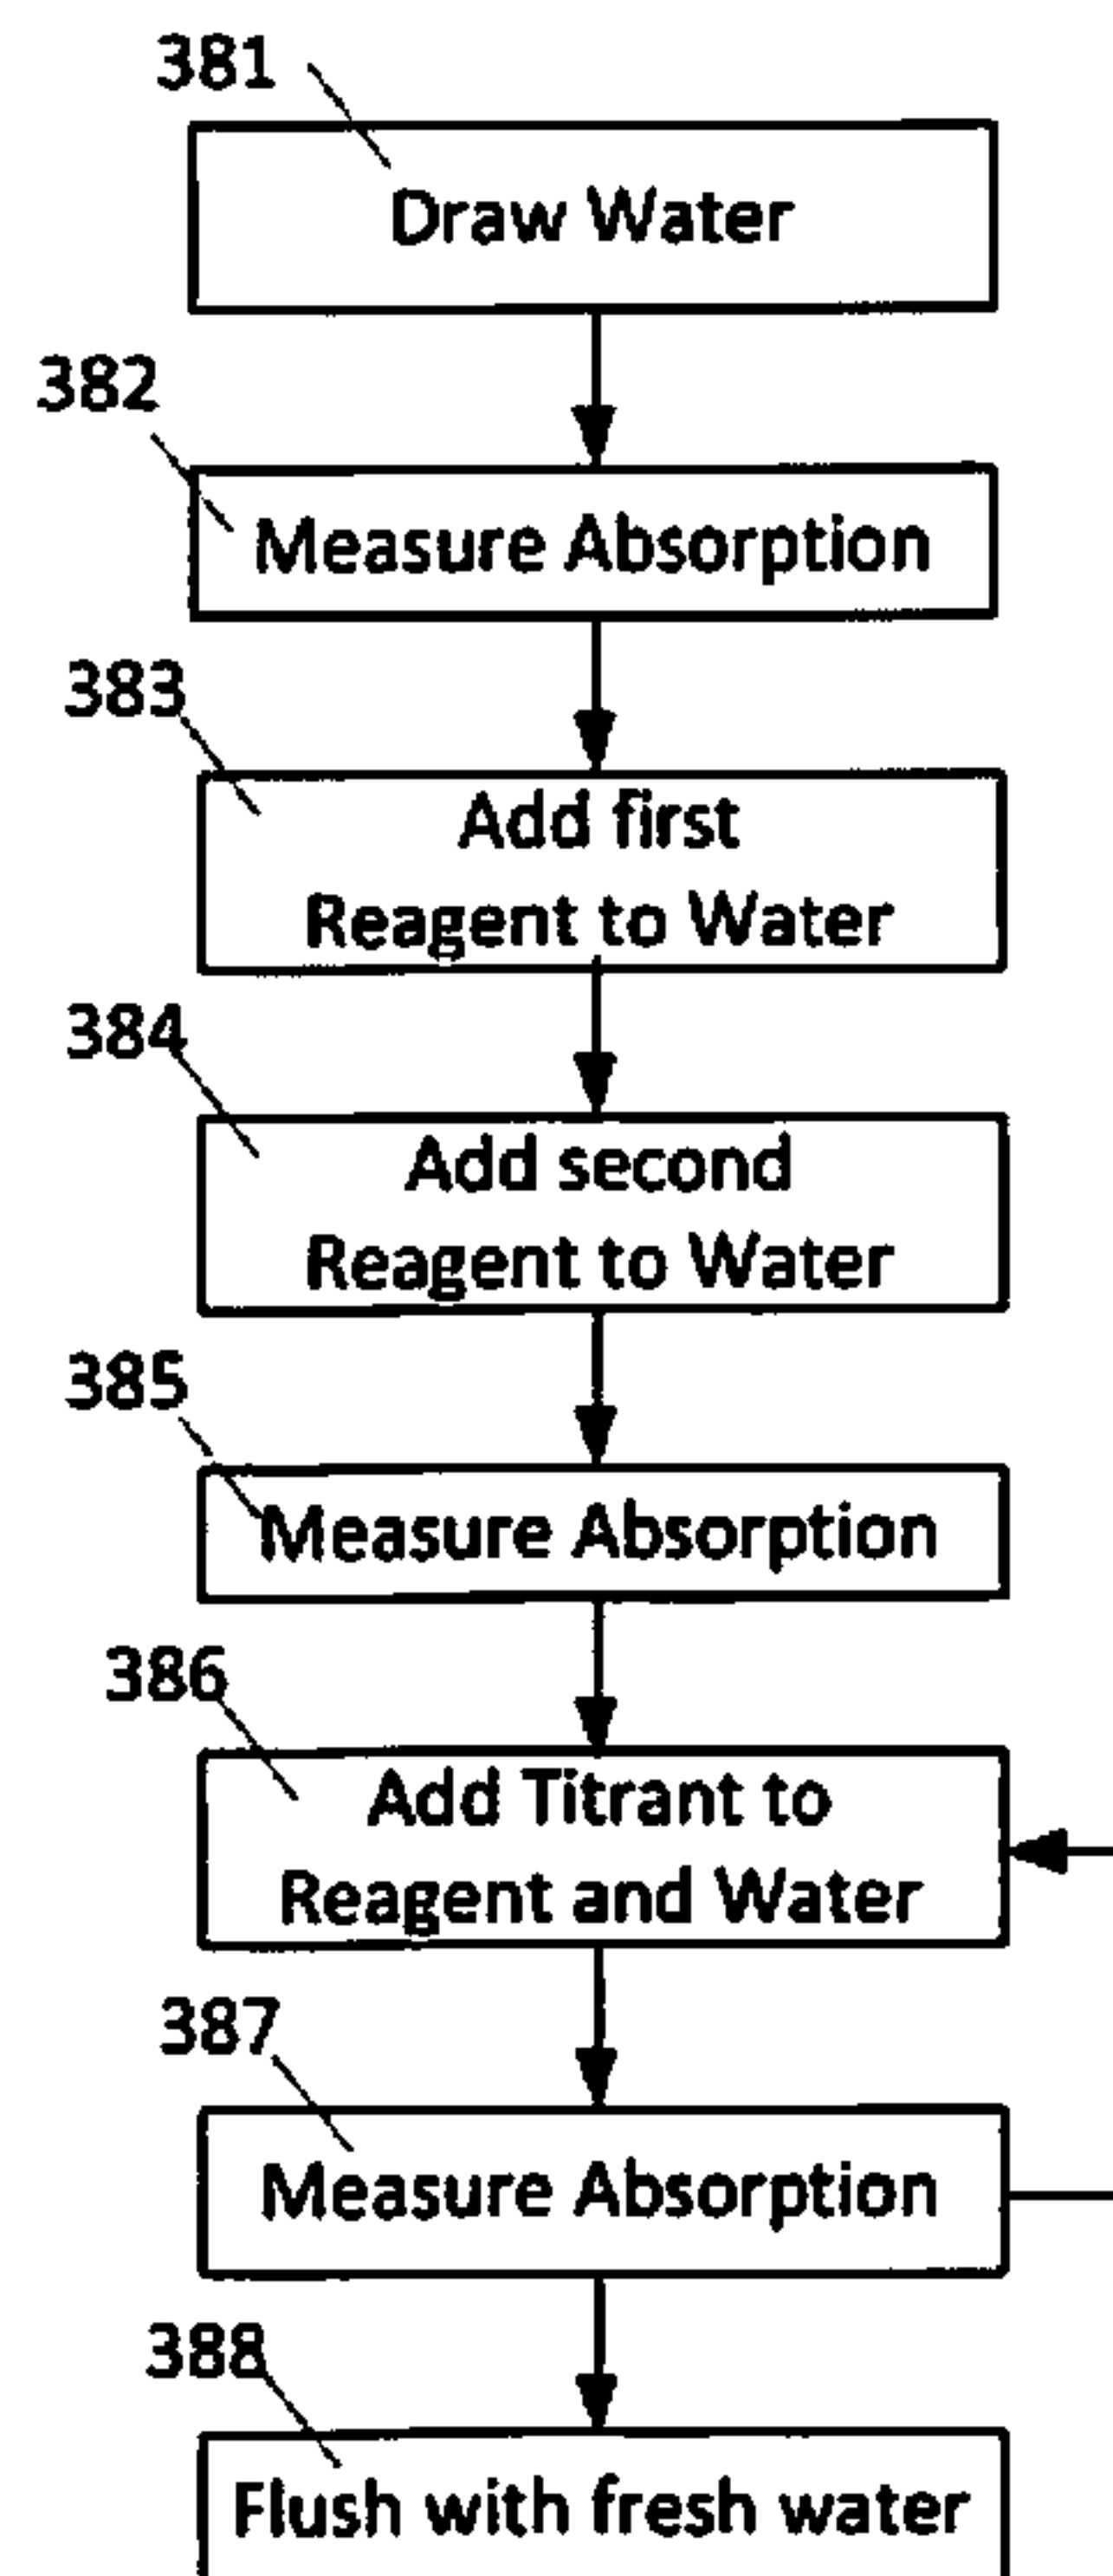 381
Draw Water
382
Measure Absorption
383
Add first
Reagent to Water
384
Add second
Reagent to Water
385
Measure Absorption
386
Add Titrant to
Reagent and Water
387
Measure Absorption
388
Flush with fresh water